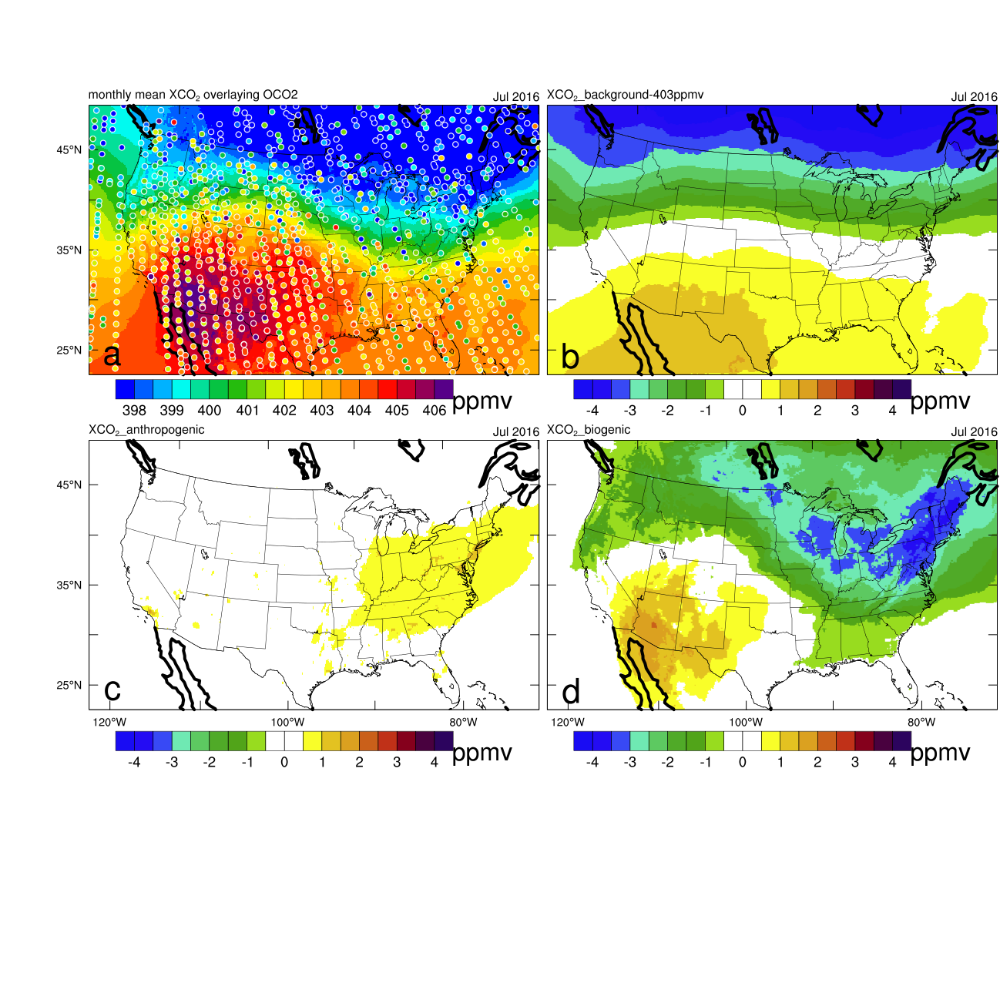 monthly mean XCO₂ overlaying OCO2 Jul 2016
XCO₂_background-403ppmv Jul 2016
45°N
35°N
25°N
a
b
398 399 400 401 402 403 404 405 406 ppmv
-4 -3 -2 -1 0 1 2 3 4 ppmv
XCO₂_anthropogenic Jul 2016
XCO₂_biogenic Jul 2016
45°N
35°N
25°N
c
d
120°W 100°W 80°W
120°W 100°W 80°W
-4 -3 -2 -1 0 1 2 3 4 ppmv
-4 -3 -2 -1 0 1 2 3 4 ppmv